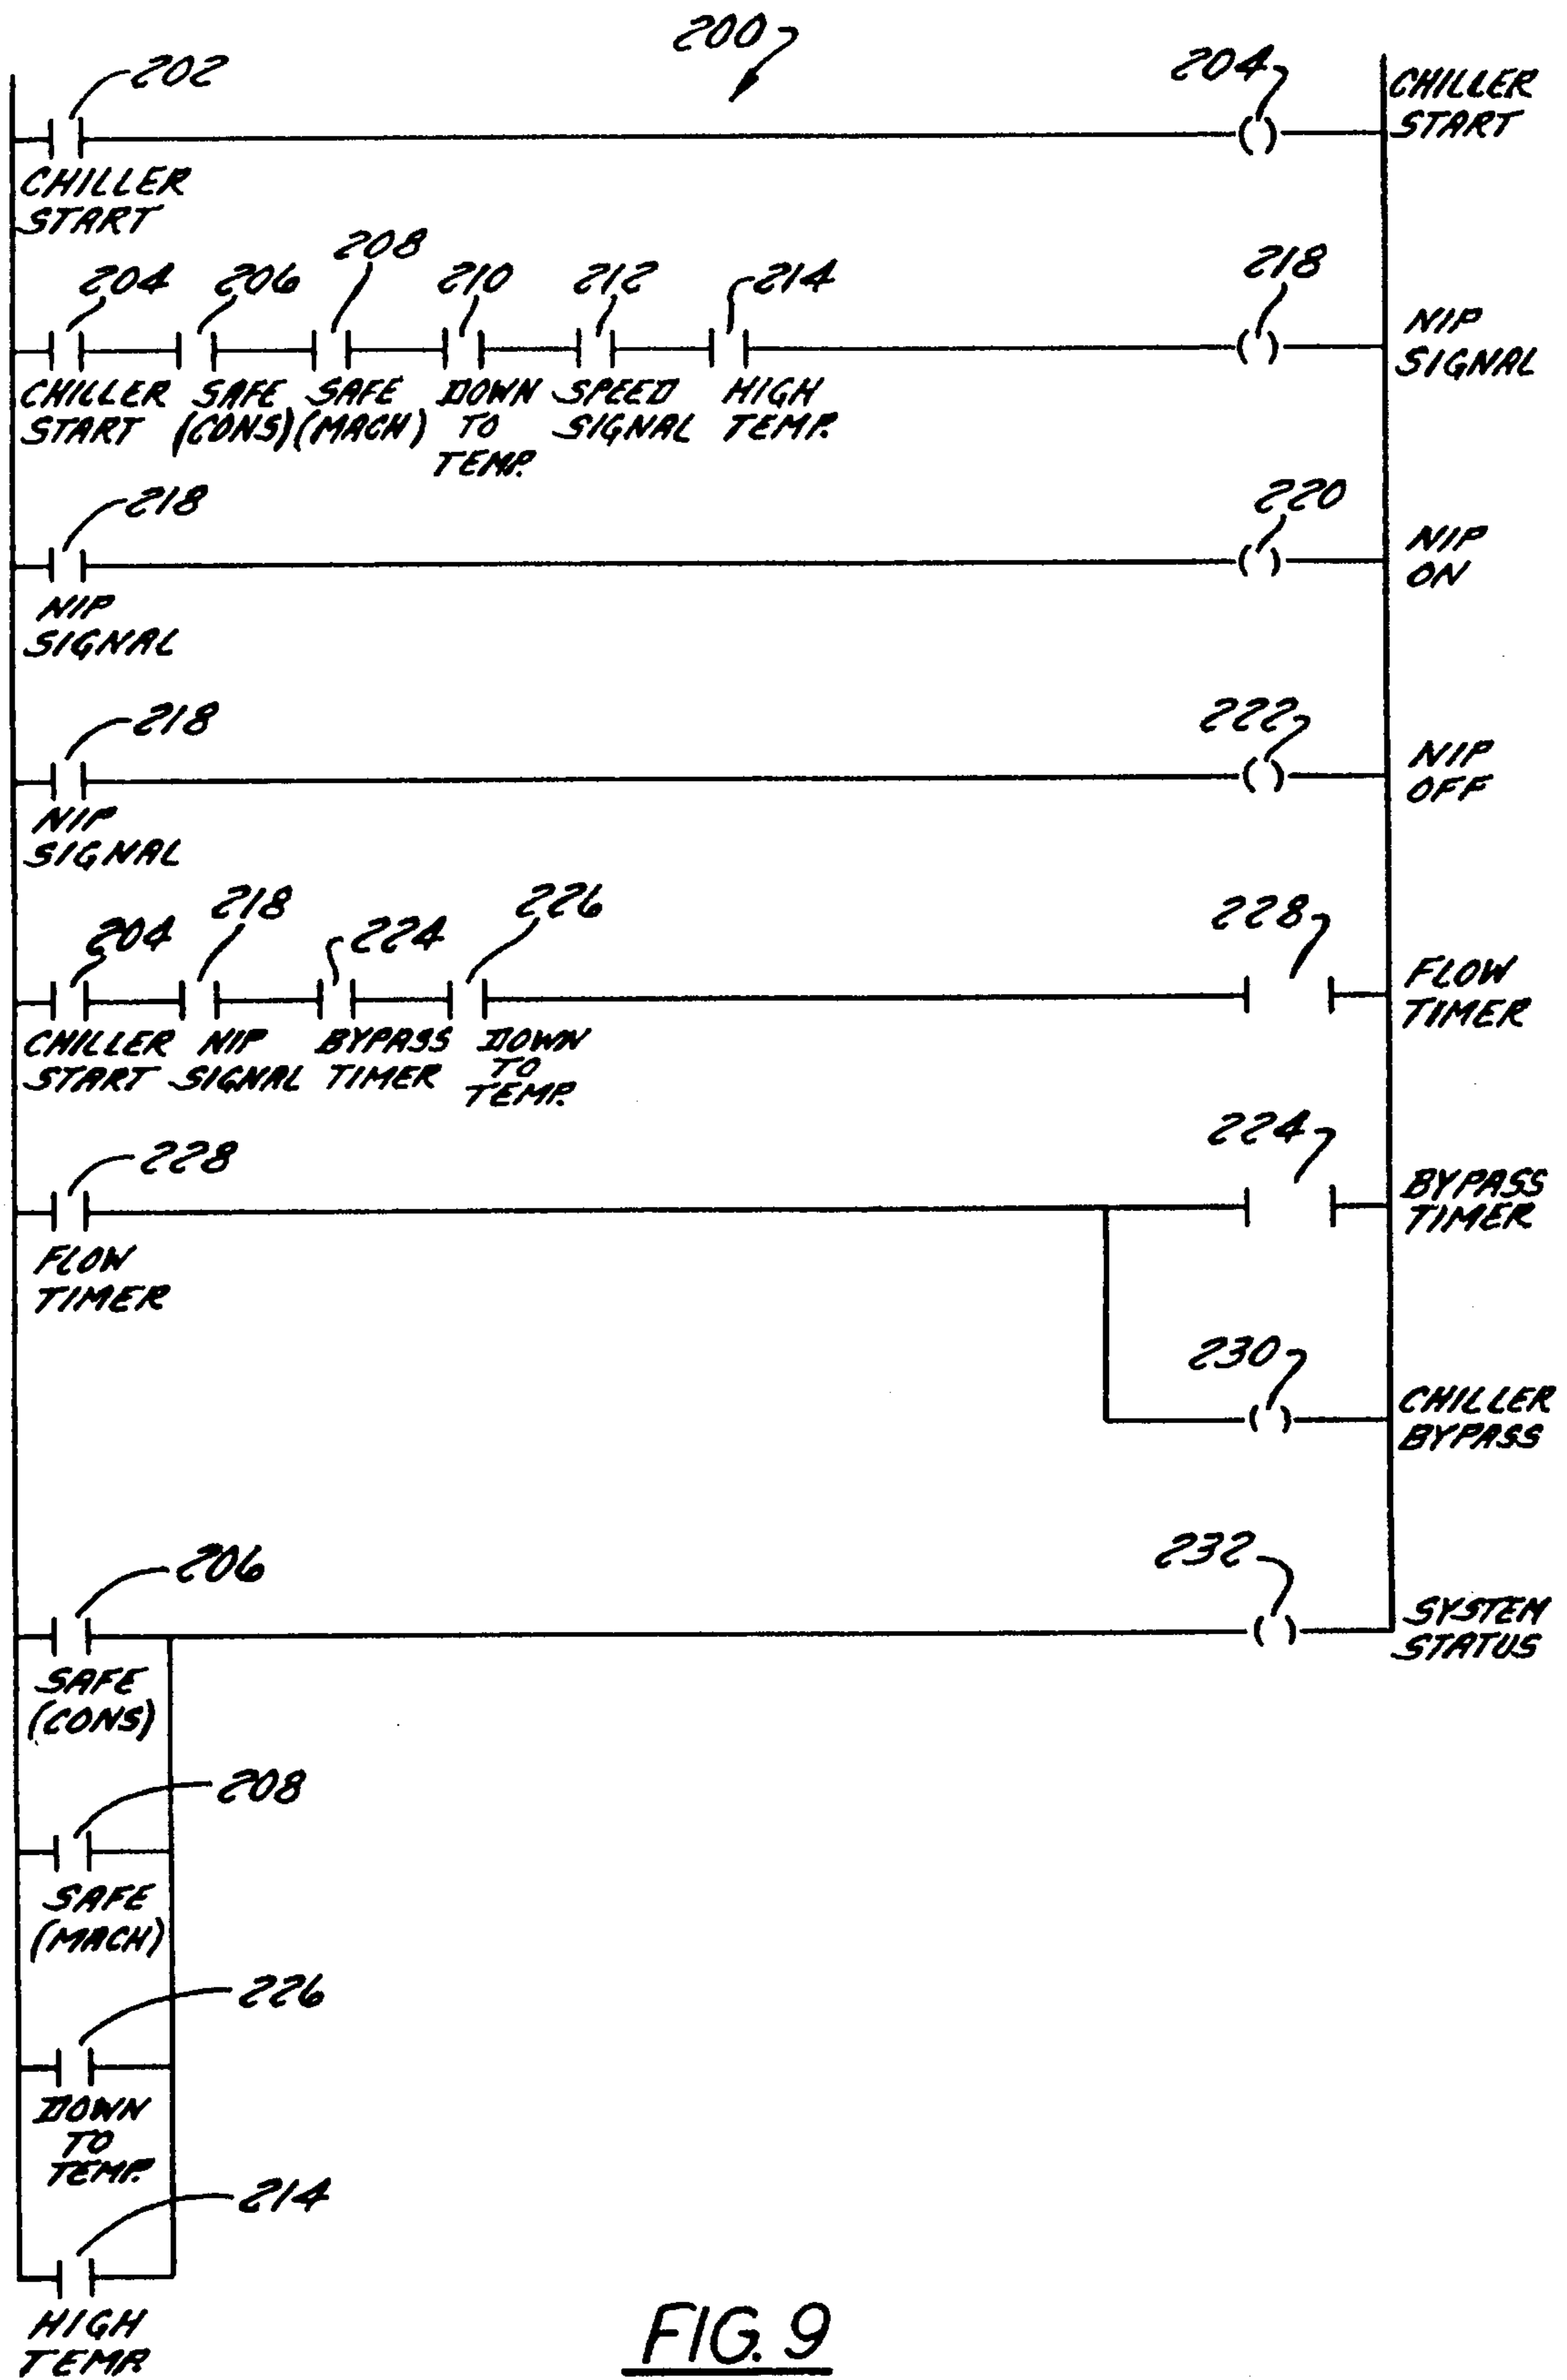 200
202
204
CHILLER
START
CHILLER
START
204
206
208
210
212
214
218
NIP
SIGNAL
CHILLER
START
SAFE
(CONS)
SAFE
(MACH)
DOWN
TO
TEMP.
SPEED
SIGNAL
HIGH
TEMP.
218
220
NIP
ON
NIP
SIGNAL
218
222
NIP
OFF
NIP
SIGNAL
204
218
224
226
228
FLOW
TIMER
CHILLER
START
NIP
SIGNAL
BYPASS
TIMER
DOWN
TO
TEMP.
228
224
BYPASS
TIMER
FLOW
TIMER
230
CHILLER
BYPASS
206
232
SYSTEM
STATUS
SAFE
(CONS)
208
SAFE
(MACH)
226
DOWN
TO
TEMP.
214
HIGH
TEMP.
FIG. 9